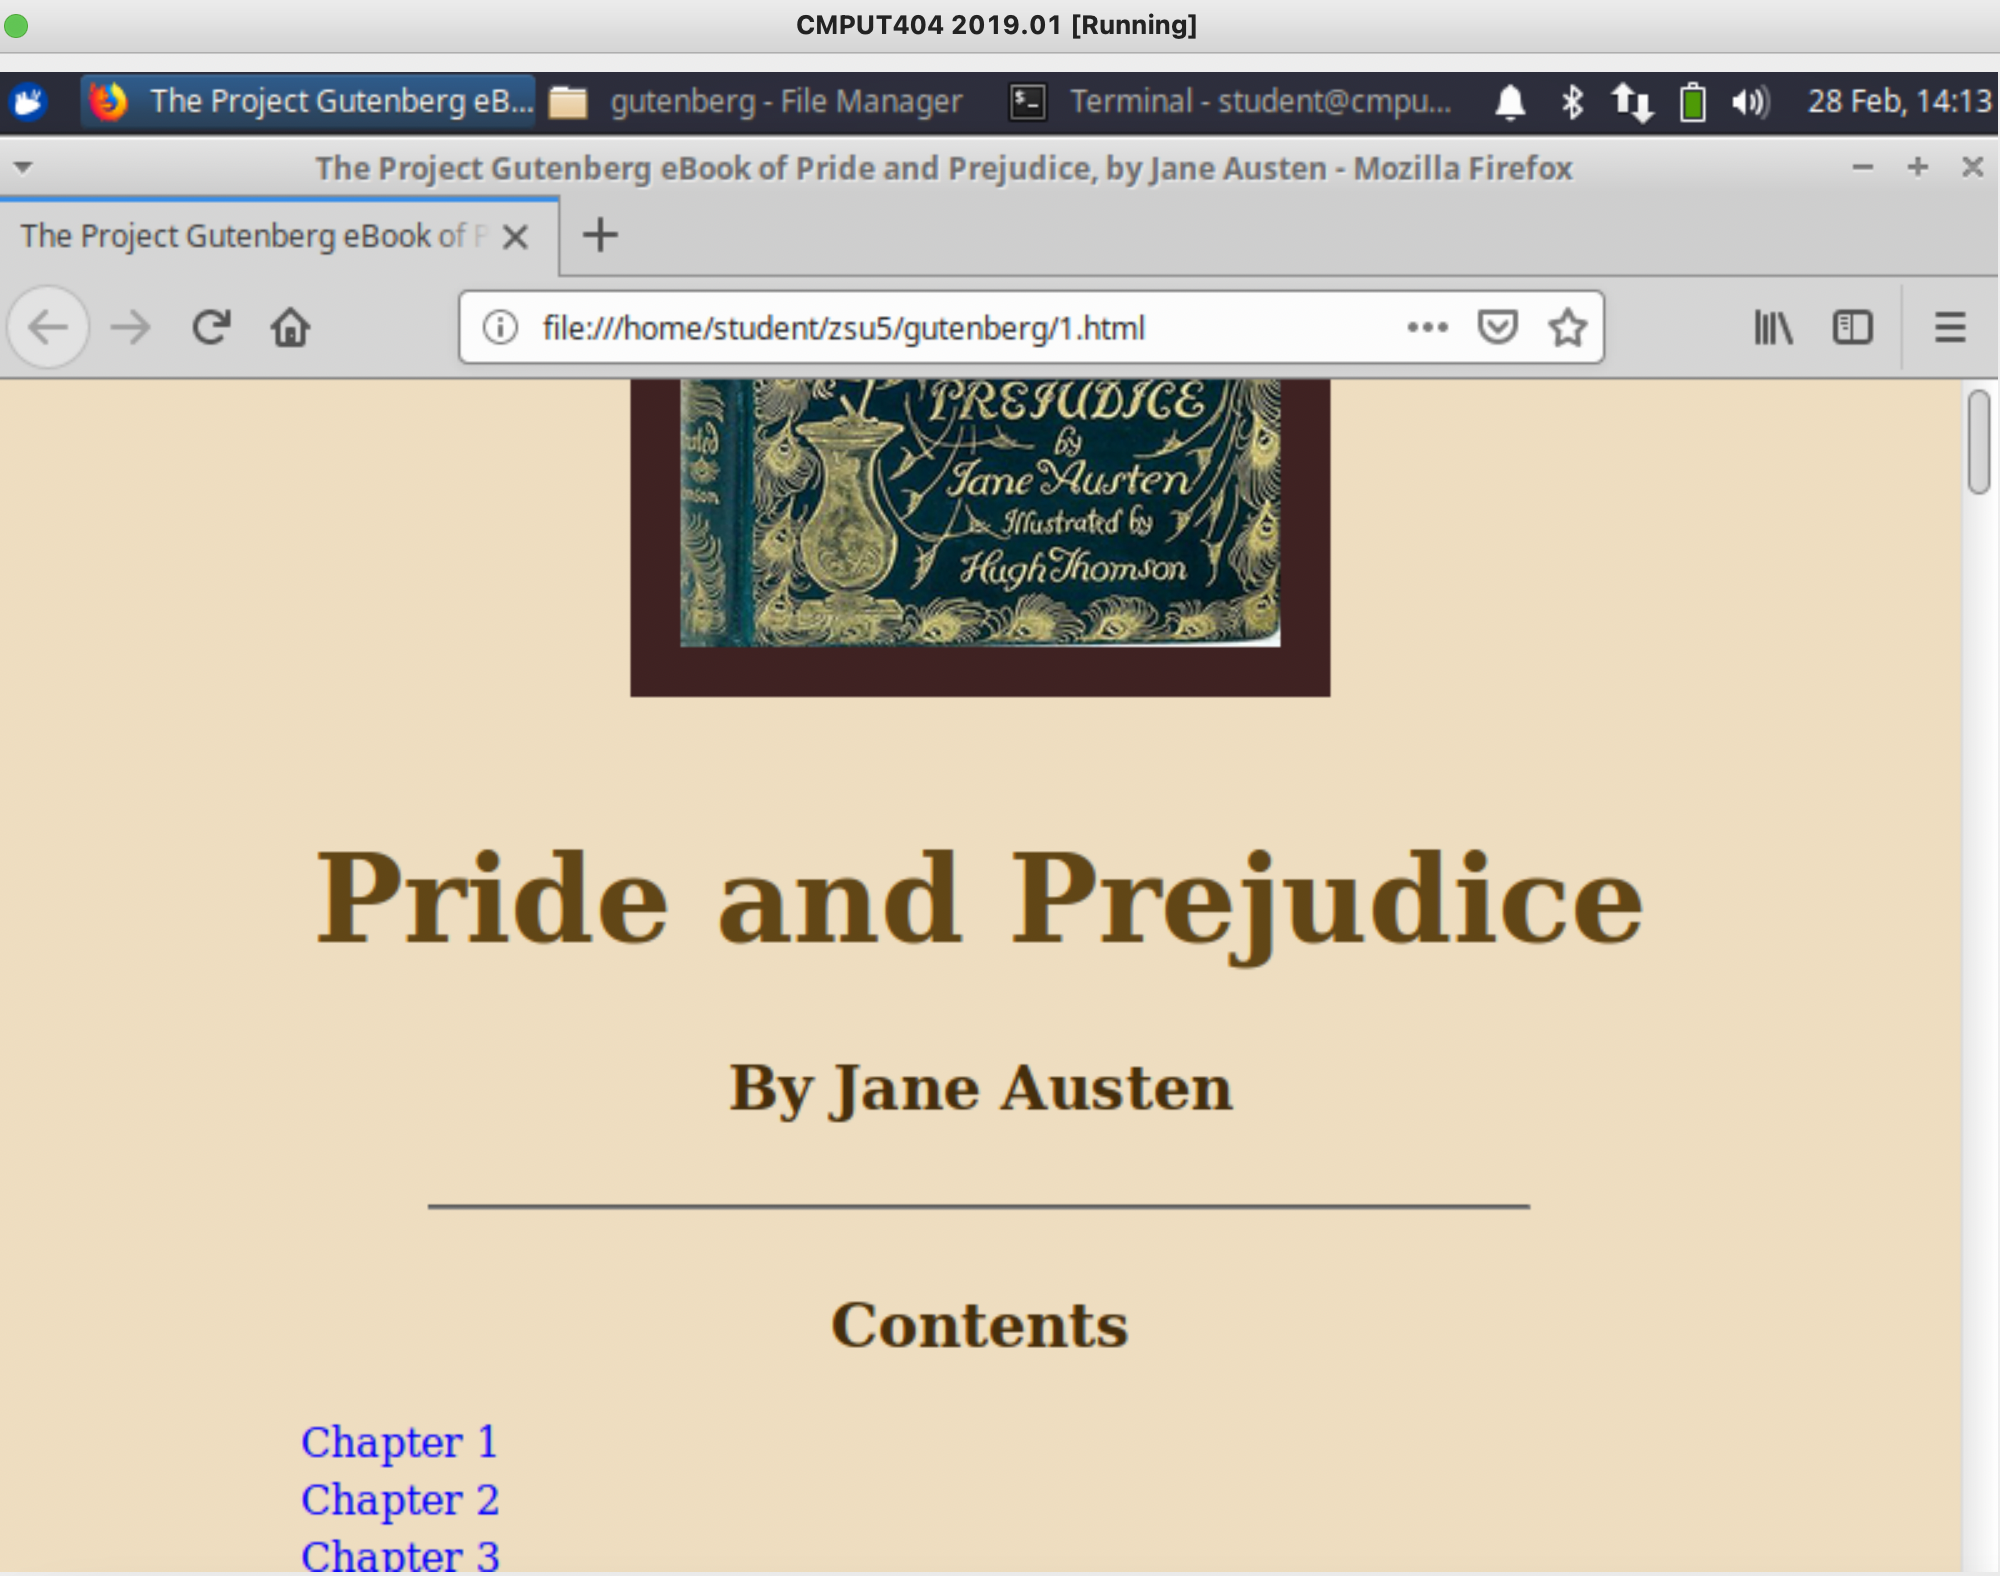 CMPUT404 2019.01 [Running]
The Project Gutenberg eB... gutenberg - File Manager Terminal - student@cmpu... 28 Feb, 14:13
The Project Gutenberg eBook of Pride and Prejudice, by Jane Austen - Mozilla Firefox
The Project Gutenberg eBook of P
file:///home/student/zsu5/gutenberg/1.html
PREJUDICE
by
Jane Austen
Illustrated by
Hugh Thomson
Pride and Prejudice
By Jane Austen
Contents
Chapter 1
Chapter 2
Chapter 3